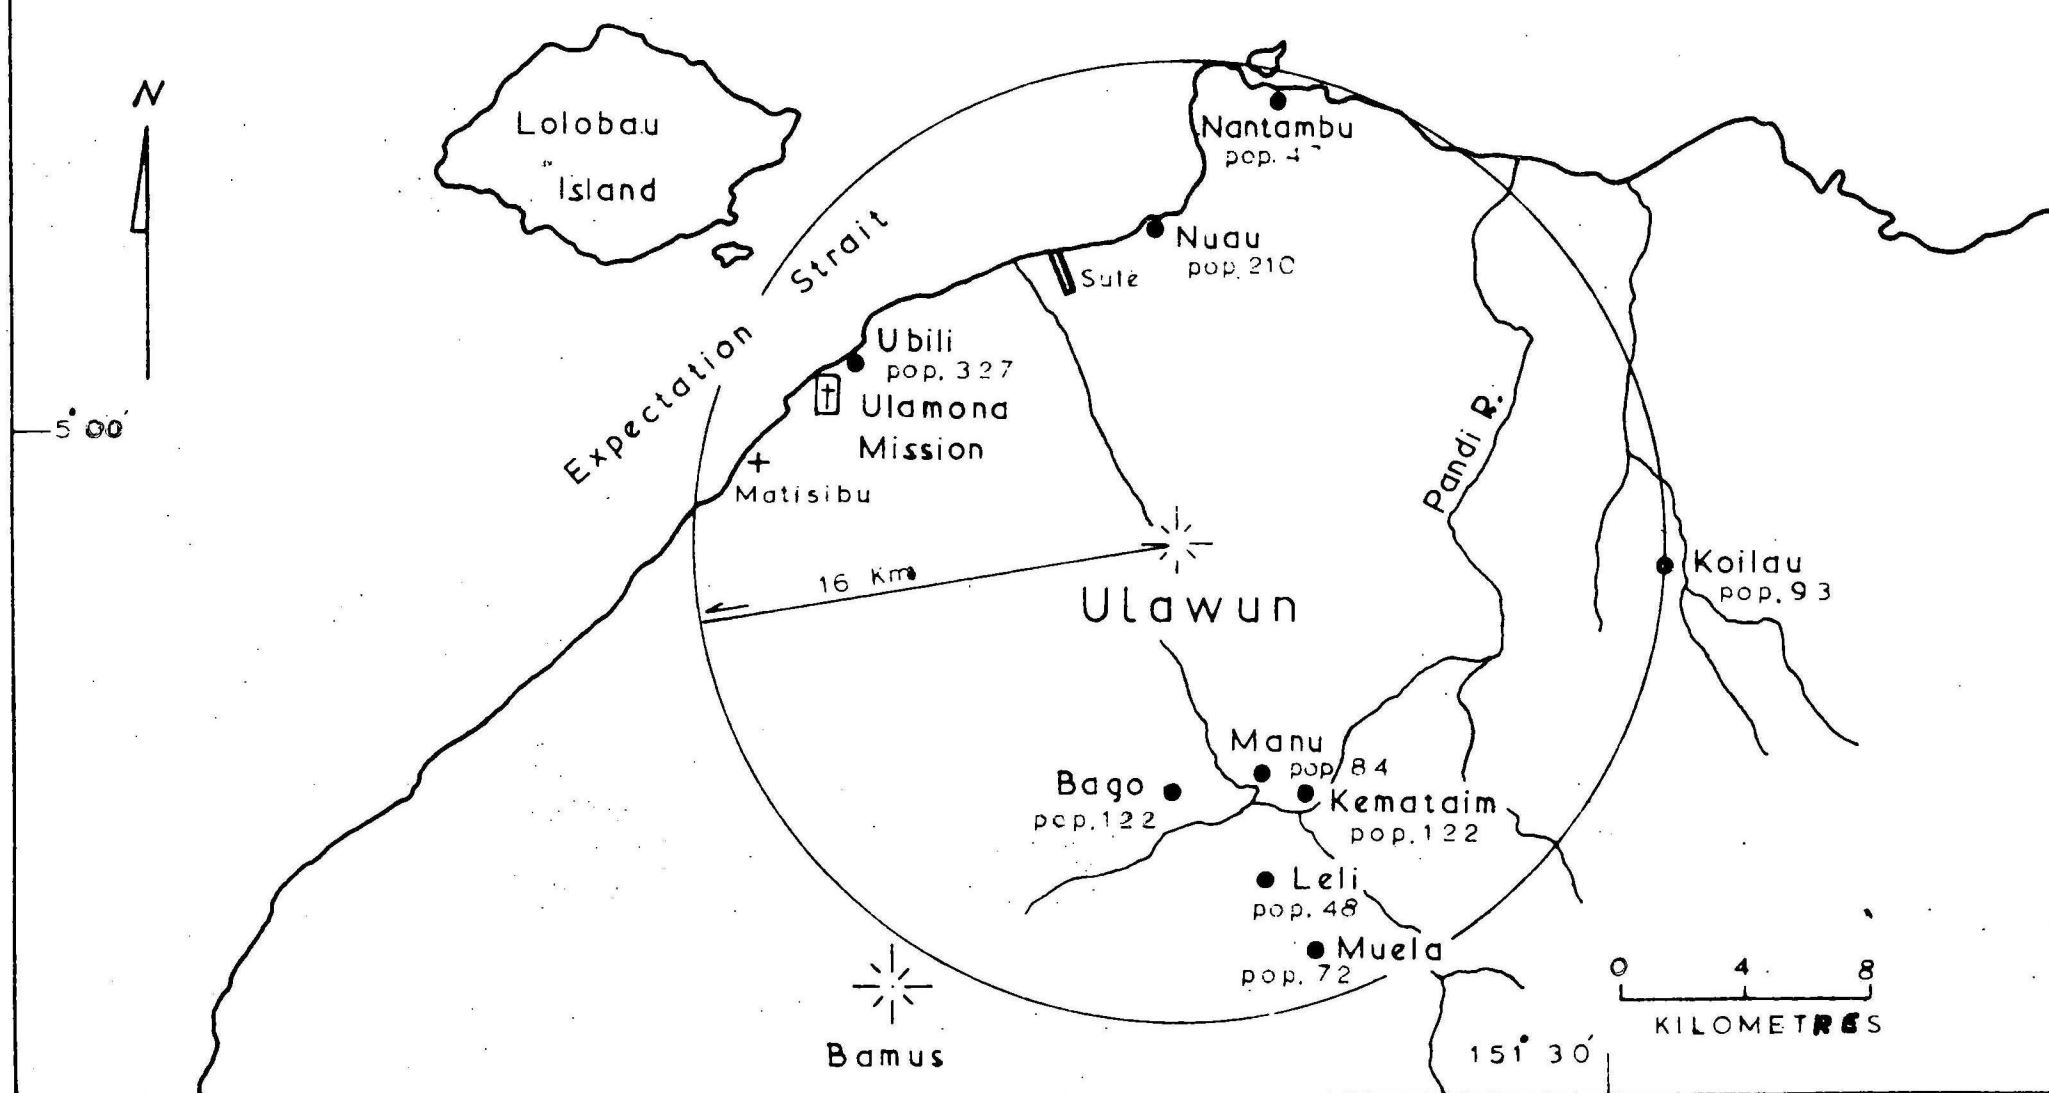 N
Lolobau
Island
Nantambu
pop. 4
Expectation Strait
Nuau
pop. 210
Sule
Ubili
pop. 327
Ulamona
Mission
5° 00'
Matisibu
Pandi R.
16 Km
ULawun
Koilau
pop. 93
Manu
pop. 84
Bago
pop. 122
Kemataim
pop. 122
Leli
pop. 48
Muela
pop. 72
Bamus
0 4 8
KILOMETRES
151° 30'